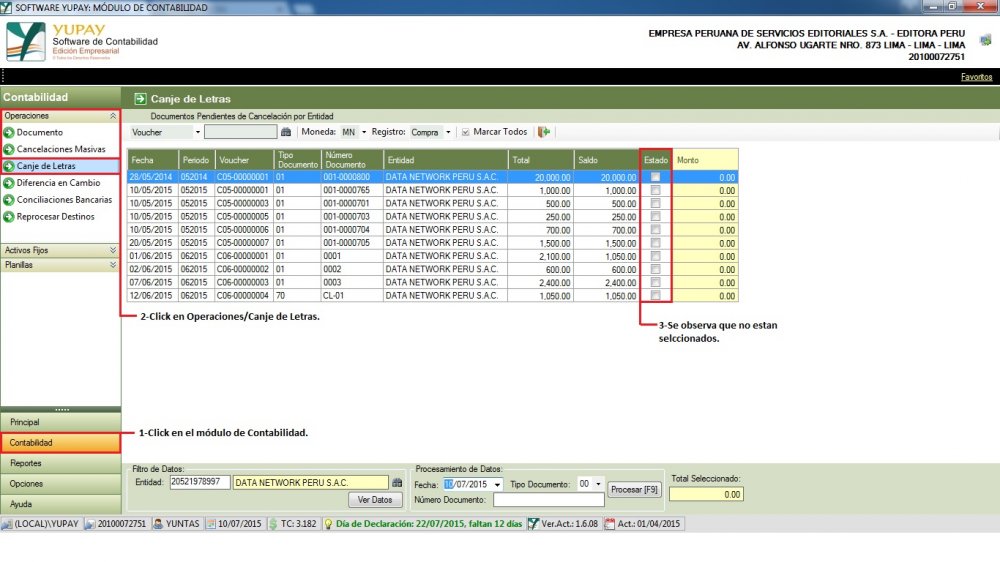 SOFTWARE YUPAY: MÓDULO DE CONTABILIDAD
YUPAY
Software de Contabilidad
Edición Empresarial
© Todos los Derechos Reservados
EMPRESA PERUANA DE SERVICIOS EDITORIALES S.A. - EDITORA PERU
AV. ALFONSO UGARTE NRO. 873 LIMA - LIMA - LIMA
20100072751
Favoritos
Contabilidad
Operaciones
Documento
Cancelaciones Masivas
Canje de Letras
Diferencia en Cambio
Conciliaciones Bancarias
Reprocesar Destinos
Activos Fijos
Planillas
Canje de Letras
Documentos Pendientes de Cancelación por Entidad
Voucher Moneda: MN Registro: Compra Marcar Todos
Fecha Periodo Voucher Tipo Documento Número Documento Entidad Total Saldo Estado Monto
28/05/2014 052014 C05-00000001 01 001-0000800 DATA NETWORK PERU S.A.C. 20,000.00 20,000.00 0.00
10/05/2015 052015 C05-00000001 01 001-0000765 DATA NETWORK PERU S.A.C. 1,000.00 1,000.00 0.00
10/05/2015 052015 C05-00000003 01 001-0000701 DATA NETWORK PERU S.A.C. 500.00 500.00 0.00
10/05/2015 052015 C05-00000005 01 001-0000703 DATA NETWORK PERU S.A.C. 250.00 250.00 0.00
10/05/2015 052015 C05-00000006 01 001-0000704 DATA NETWORK PERU S.A.C. 700.00 700.00 0.00
20/05/2015 052015 C05-00000007 01 001-0000705 DATA NETWORK PERU S.A.C. 1,500.00 1,500.00 0.00
01/06/2015 062015 C06-00000001 01 0001 DATA NETWORK PERU S.A.C. 2,100.00 1,050.00 0.00
02/06/2015 062015 C06-00000002 01 0002 DATA NETWORK PERU S.A.C. 600.00 600.00 0.00
07/06/2015 062015 C06-00000003 01 0003 DATA NETWORK PERU S.A.C. 2,400.00 2,400.00 0.00
12/06/2015 062015 C06-00000004 70 CL-01 DATA NETWORK PERU S.A.C. 1,050.00 1,050.00 0.00
2-Click en Operaciones/Canje de Letras.
3-Se observa que no estan
selccionados.
Principal
Contabilidad
Reportes
Opciones
Ayuda
1-Click en el módulo de Contabilidad.
Filtro de Datos:
Entidad: 20521978997 DATA NETWORK PERU S.A.C.
Ver Datos
Procesamiento de Datos:
Fecha: 10/07/2015 Tipo Documento: 00 Procesar [F9]
Número Documento:
Total Seleccionado:
0.00
(LOCAL)\YUPAY 20100072751 YUNTAS 10/07/2015 TC: 3.182 Día de Declaración: 22/07/2015, faltan 12 días Ver.Act.: 1.6.08 Act.: 01/04/2015